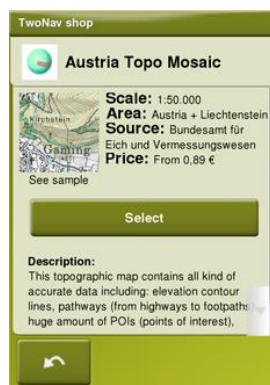 TwoNav shop
Austria Topo Mosaic
Scale: 1:50.000
Area: Austria + Liechtenstein
Source: Bundesamt für
Eich und Vermessungswesen
Price: From 0,89 €
Kirchstein
Gaming
See sample
Select
Description:
This topographic map contains all kind of
accurate data including: elevation contour
lines, pathways (from highways to footpaths)
huge amount of POIs (points of interest),